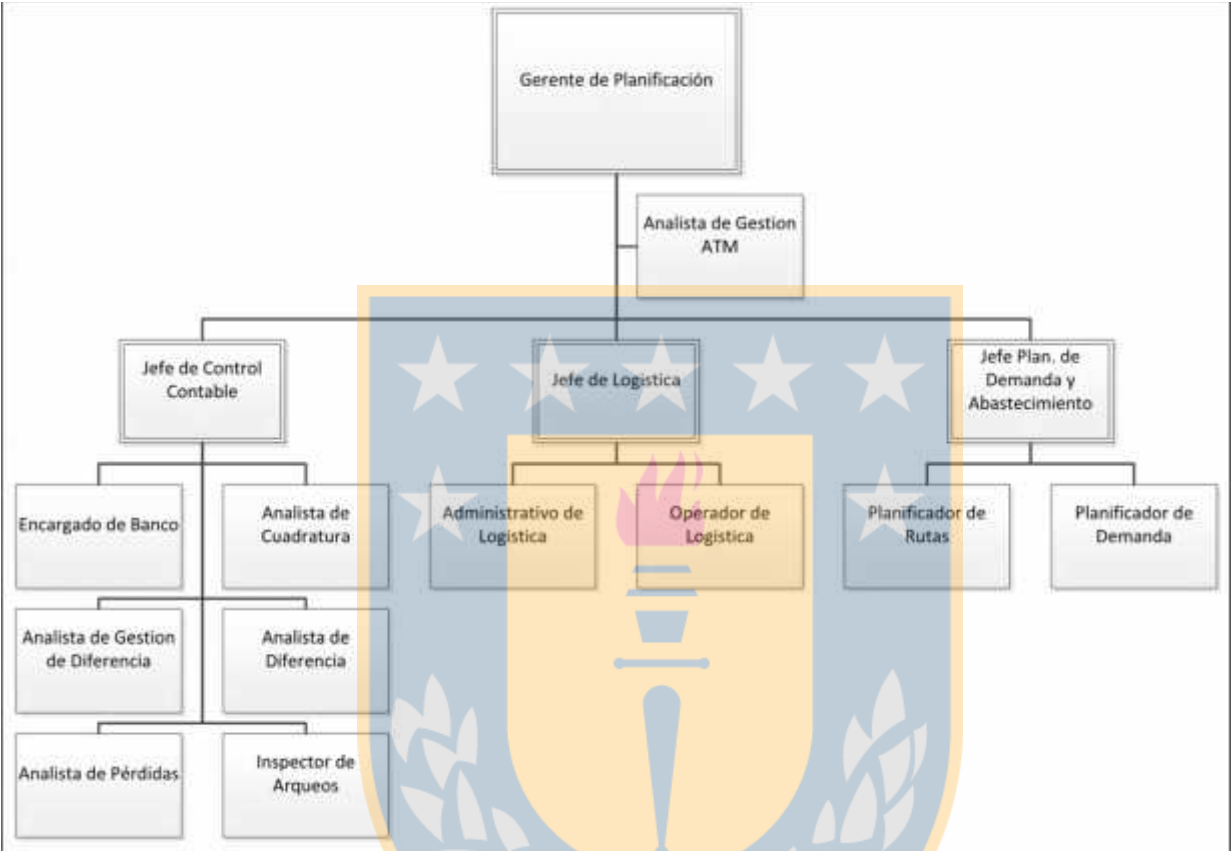 Gerente de Planificación
Analista de Gestion
ATM
Jefe de Control
Contable
Jefe de Logistica
Jefe Plan. de
Demanda y
Abastecimiento
Encargado de Banco
Analista de
Cuadratura
Administrativo de
Logistica
Operador de
Logistica
Planificador de
Rutas
Planificador de
Demanda
Analista de Gestion
de Diferencia
Analista de
Diferencia
Analista de Pérdidas
Inspector de
Arqueos